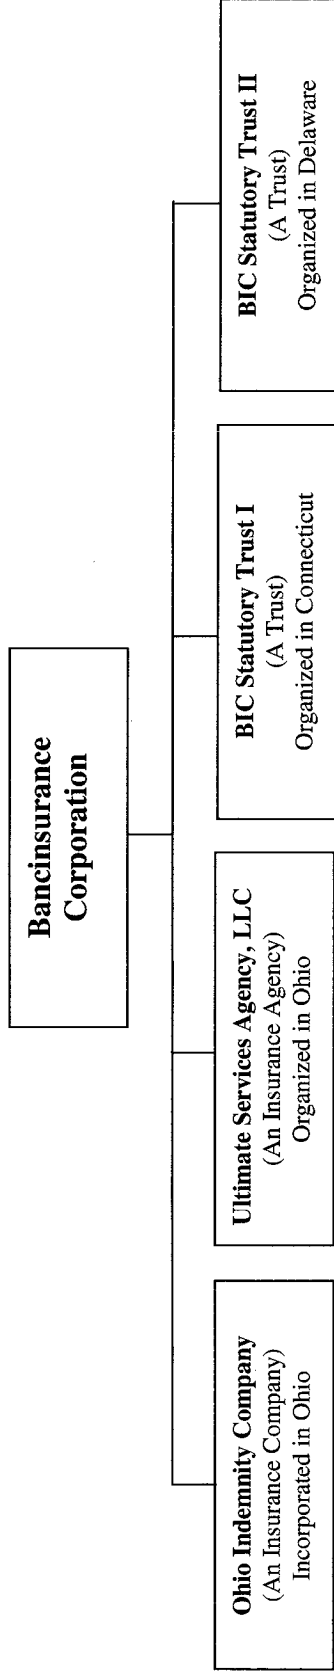 Bancinsurance
Corporation
Ohio Indemnity Company
(An Insurance Company)
Incorporated in Ohio
Ultimate Services Agency, LLC
(An Insurance Agency)
Organized in Ohio
BIC Statutory Trust I
(A Trust)
Organized in Connecticut
BIC Statutory Trust II
(A Trust)
Organized in Delaware